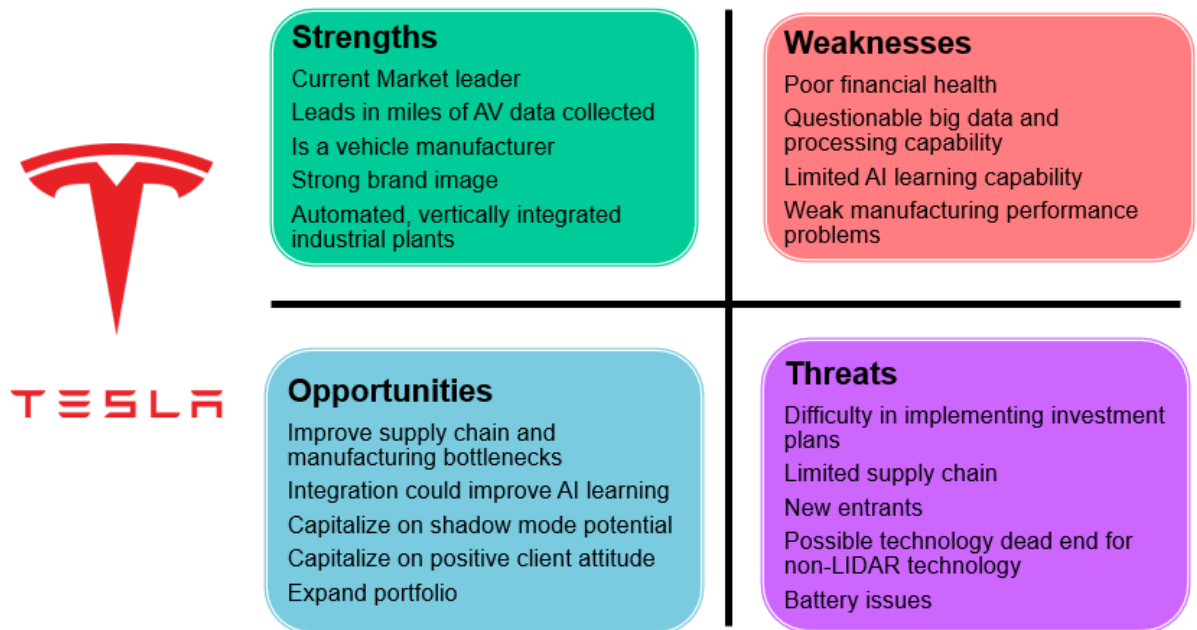 TESLA
Strengths
Current Market leader
Leads in miles of AV data collected
Is a vehicle manufacturer
Strong brand image
Automated, vertically integrated
industrial plants
Weaknesses
Poor financial health
Questionable big data and
processing capability
Limited AI learning capability
Weak manufacturing performance
problems
Opportunities
Improve supply chain and
manufacturing bottlenecks
Integration could improve AI learning
Capitalize on shadow mode potential
Capitalize on positive client attitude
Expand portfolio
Threats
Difficulty in implementing investment
plans
Limited supply chain
New entrants
Possible technology dead end for
non-LIDAR technology
Battery issues